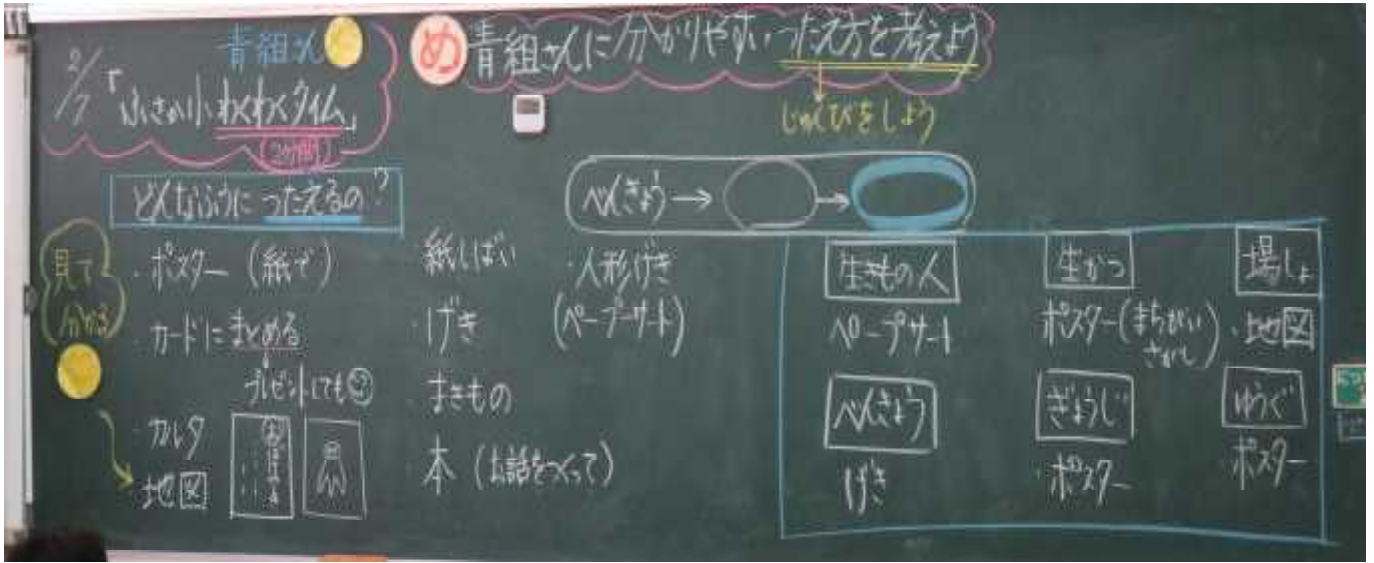 青組さん
2/7「ふさか小わくわくタイム」
(2分間)
め 青組さんに分かりやすいつたえ方を考えよう
じゅんびをしよう
どんなふうにつたえるの?
べんきょう→ →
見て
分かる
・ポスター(紙で)
・カードにまとめる
プレゼントしても
・カルタ
地図
お
紙しばい
・げき
まきもの
本(お話をつくって)
・人形げき
(ペープサート)
生きもの人
ペープサート
べんきょう
げき
生かつ
ポスター(まちがいさがし)
ぎょうじ
・ポスター
場しょ
・地図
ゆうぐ
ポスター